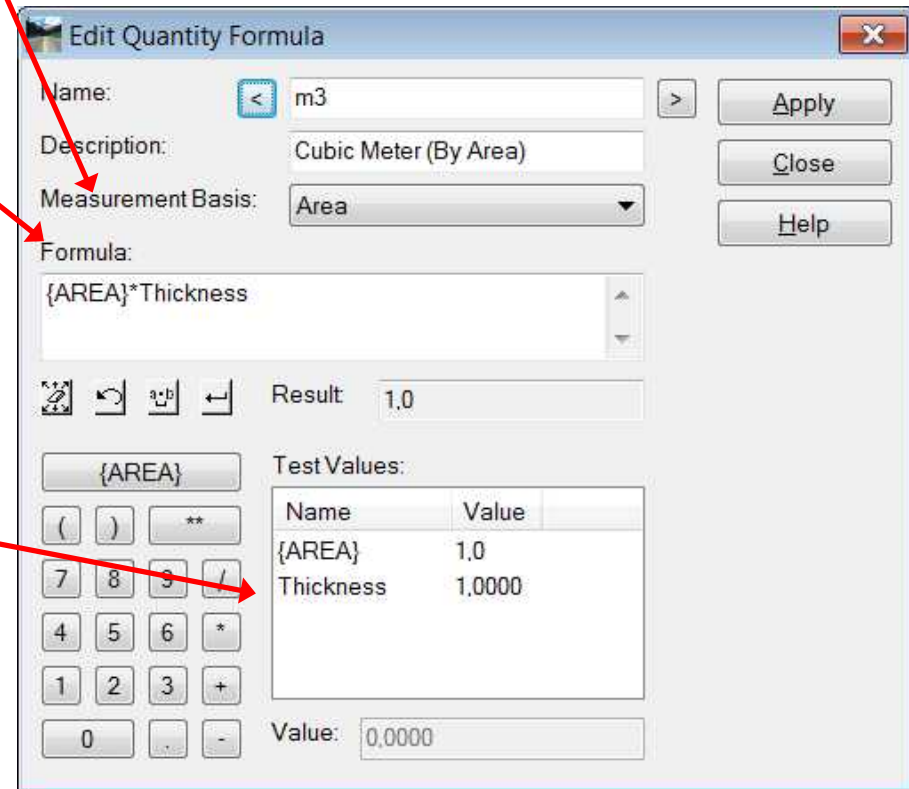 Edit Quantity Formula
Name: < m3 > Apply
Description: Cubic Meter (By Area) Close
Measurement Basis: Area Help
Formula:
{AREA}*Thickness
a•b Result: 1,0
{AREA} Test Values:
( ) ** Name Value
{AREA} 1,0
7 8 9 / Thickness 1,0000
4 5 6 *
1 2 3 +
0 . - Value: 0,0000